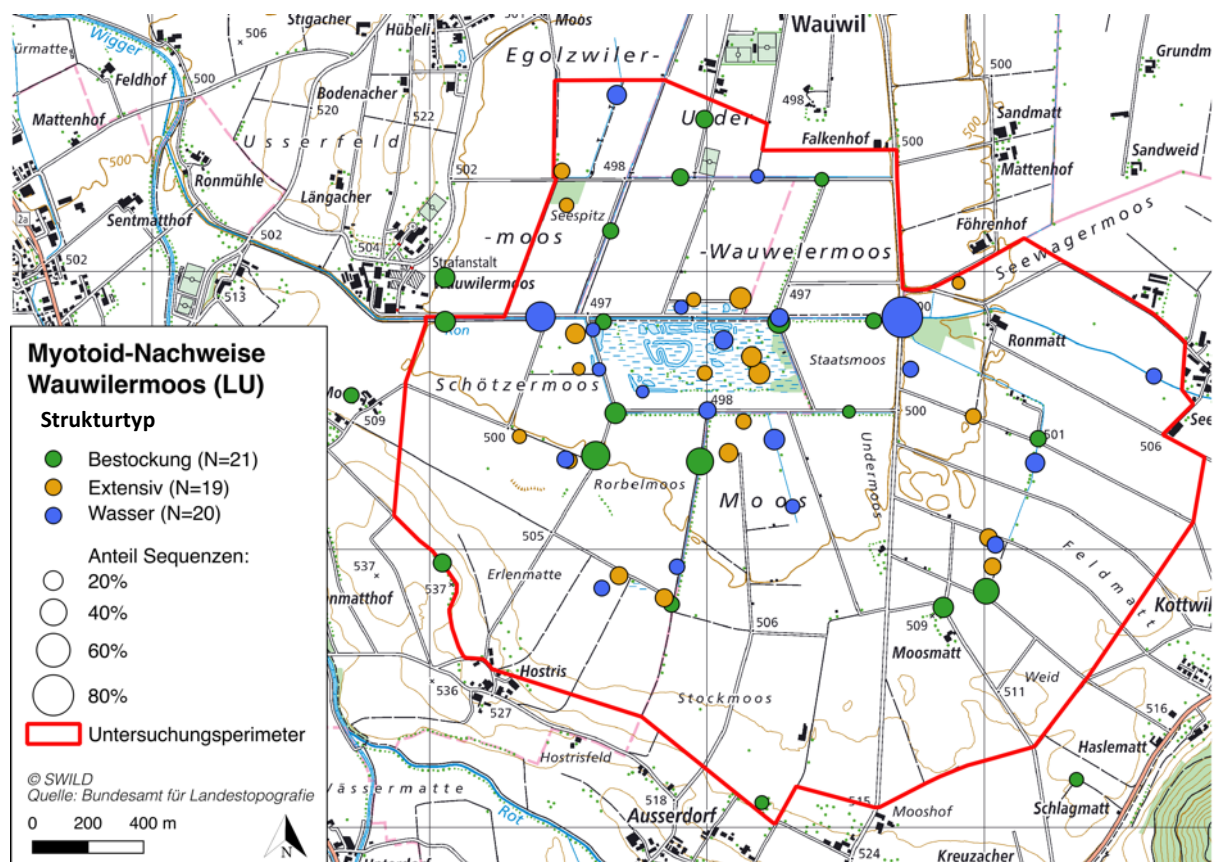 Wauwil
Stigacher
Hübeli
Moos
Egolzwiler-
Wigger
506
Feldhof
500
Bodenacher
520
522
Mattenhof
Usserfeld
498
Falkenhof
500
500
Sandmatt
Mattenhof
Sandweid
500
Ronmühle
Sentmatthof
Längacher
502
498
Seespitz
-moos
-Wauwelermoos
Föhrenhof
Seewagermoos
2a
502
502
504
513
Strafanstalt
497
497
Ron
Ronmatt
Staatsmoos
Schötzermoos
509
498
500
500
501
506
Undermoos
Rorbelmoos
Moos
505
537
537
Erlenmatte
Feldmatt
Kottwil
506
509
Moosmatt
Hostris
536
527
Weid
511
Stockmoos
516
Haslematt
Hostrisfeld
518
Ausserdorf
515
Mooshof
Schlagmatt
524
Kreuzacher
Rot
Myotoid-Nachweise
Wauwilermoos (LU)
Strukturtyp
Bestockung (N=21)
Extensiv (N=19)
Wasser (N=20)
Anteil Sequenzen:
20%
40%
60%
80%
Untersuchungsperimeter
© SWILD
Quelle: Bundesamt für Landestopografie
0 200 400 m
N